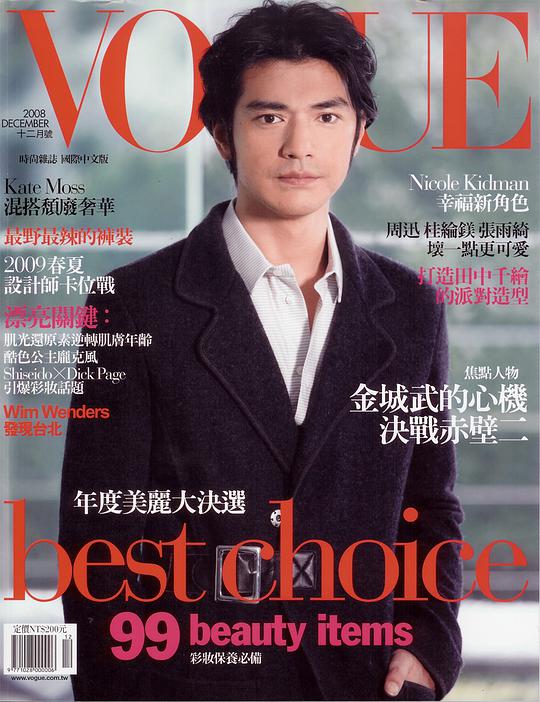 VOGUE
2008
DECEMBER
十二月號
時尚雜誌 國際中文版
Kate Moss
混搭頹廢奢華
最野最辣的褲裝
2009春夏
設計師卡位戰
漂亮關鍵：
肌光還原素逆轉肌膚年齡
酷色公主龐克風
Shiseido×Dick Page
引爆彩妝話題
Wim Wenders
發現台北
Nicole Kidman
幸福新角色
周迅 桂綸鎂 張雨綺
壞一點更可愛
打造田中千繪
的派對造型
焦點人物
金城武的心機
決戰赤壁二
年度美麗大決選
best choice
99 beauty items
彩妝保養必備
定價NT$200元
12
9 771028 000006
www.vogue.com.tw